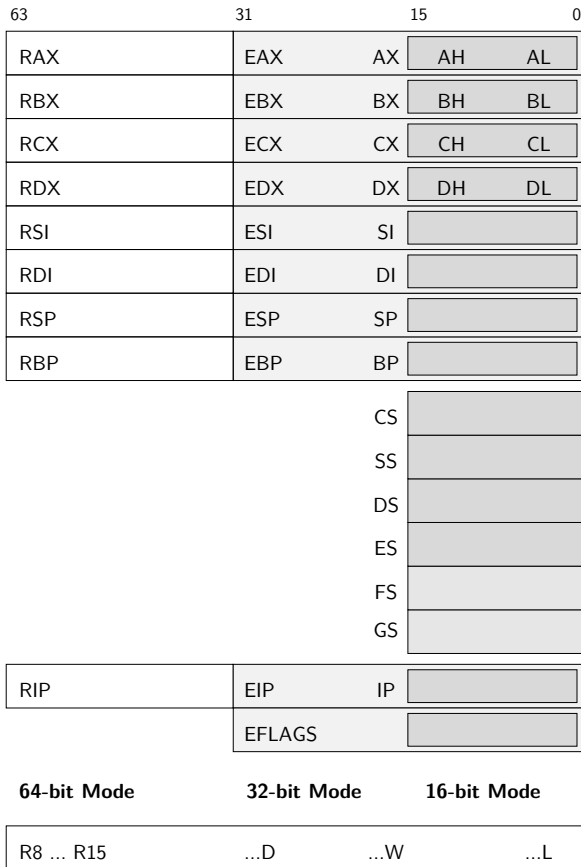 63 31 15 0
RAX EAX AX AH AL
RBX EBX BX BH BL
RCX ECX CX CH CL
RDX EDX DX DH DL
RSI ESI SI
RDI EDI DI
RSP ESP SP
RBP EBP BP
CS
SS
DS
ES
FS
GS
RIP EIP IP
EFLAGS
64-bit Mode 32-bit Mode 16-bit Mode
R8 ... R15 ...D ...W ...L